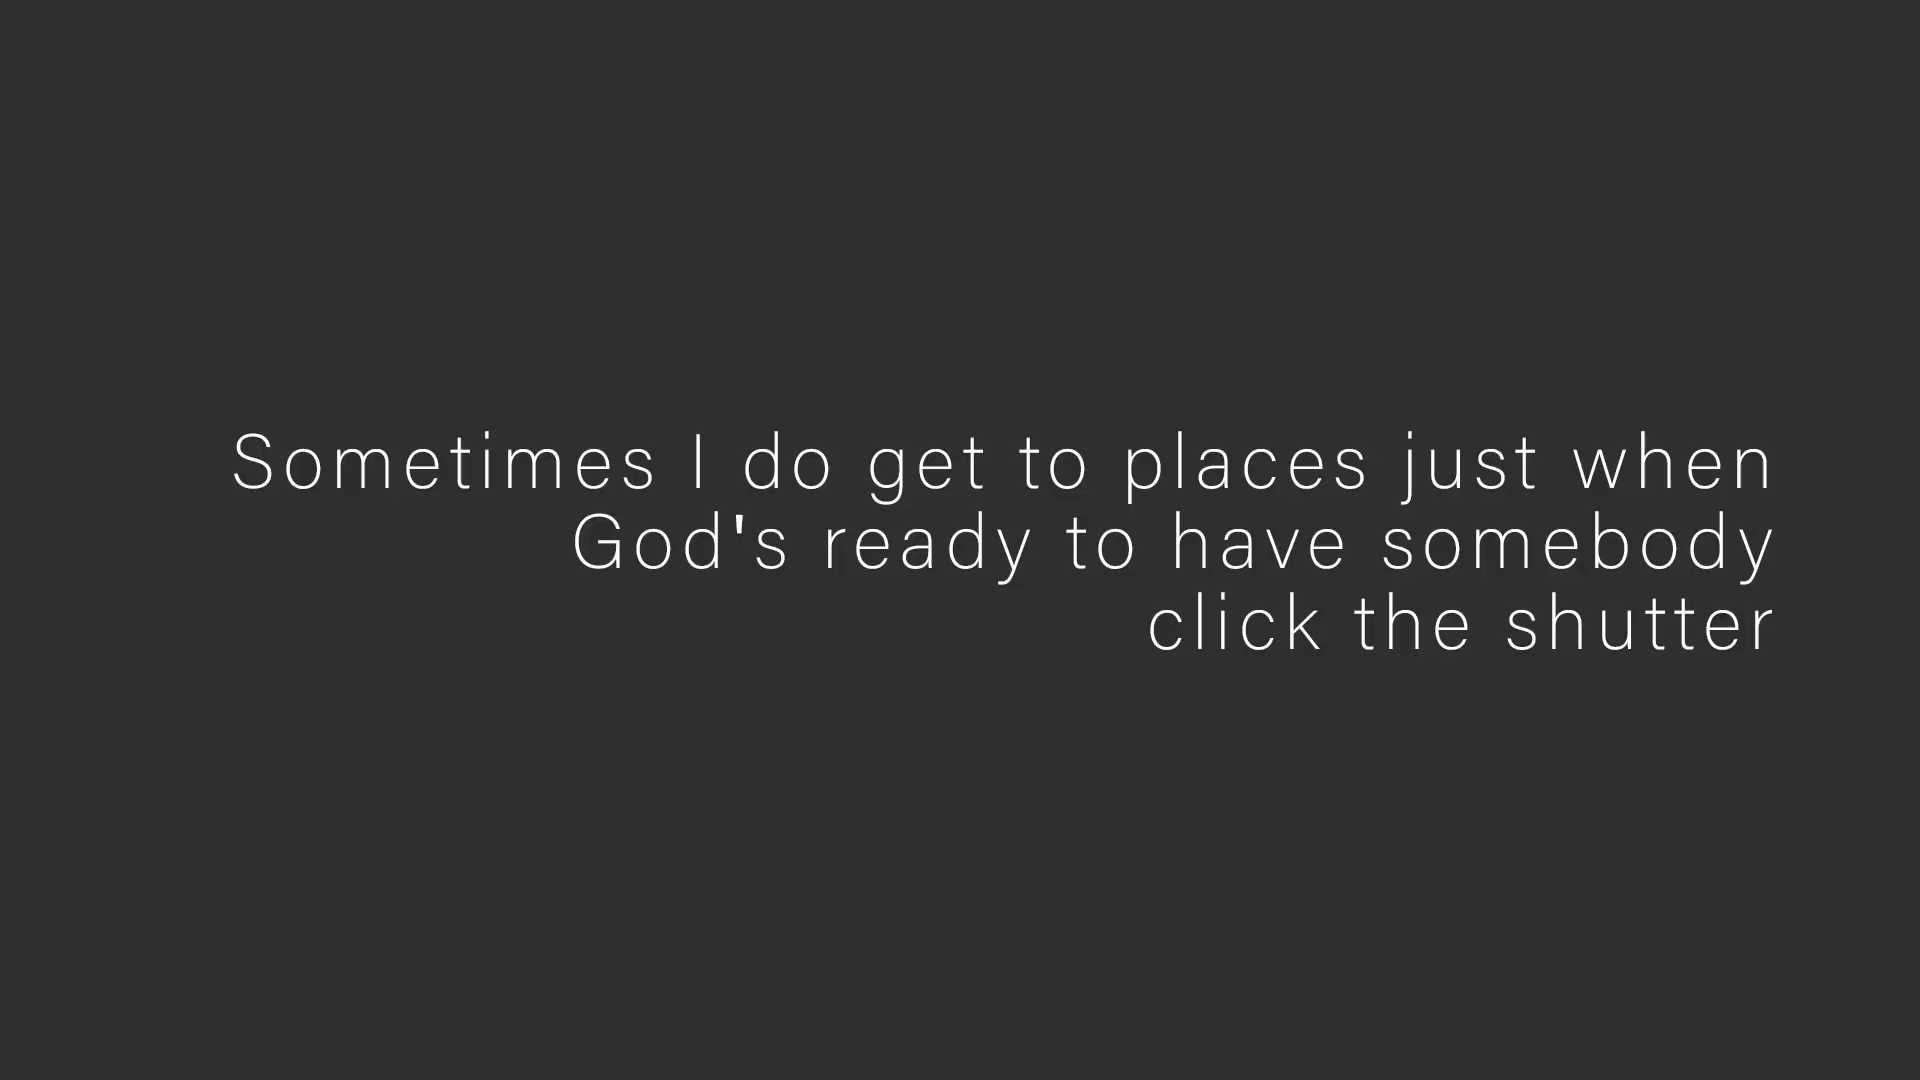 Sometimes I do get to places just when
God's ready to have somebody
click the shutter